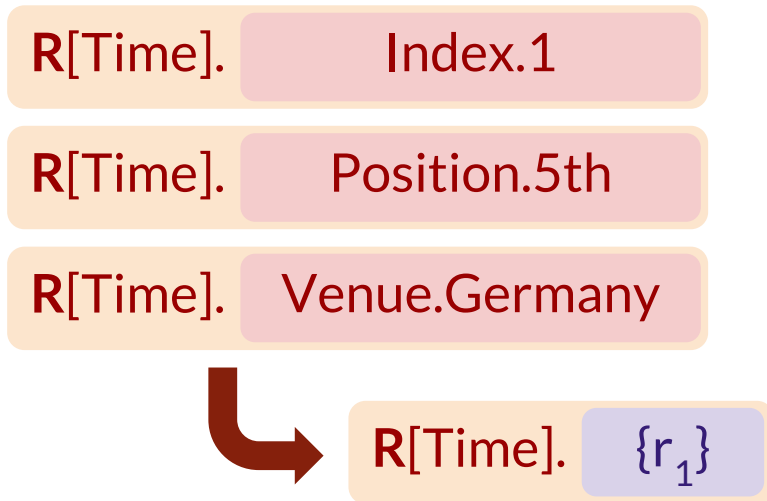 R[Time]. Index.1
R[Time]. Position.5th
R[Time]. Venue.Germany
R[Time]. {r₁}